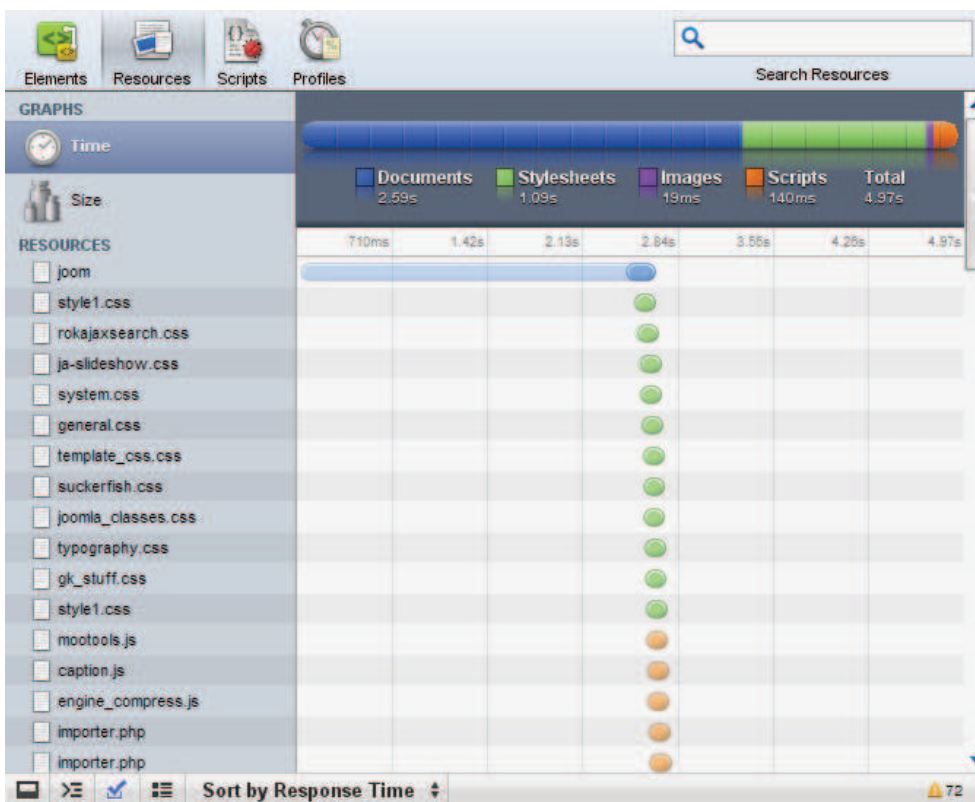 Elements Resources Scripts Profiles
Search Resources
GRAPHS
Time
Size
Documents Stylesheets Images Scripts Total
2.59s 1.09s 19ms 140ms 4.97s
RESOURCES
710ms 1.42s 2.13s 2.84s 3.55s 4.26s 4.97s
joom
style1.css
rokajaxsearch.css
ja-slideshow.css
system.css
general.css
template_css.css
suckerfish.css
joomla_classes.css
typography.css
gk_stuff.css
style1.css
mootools.js
caption.js
engine_compress.js
importer.php
importer.php
Sort by Response Time 72